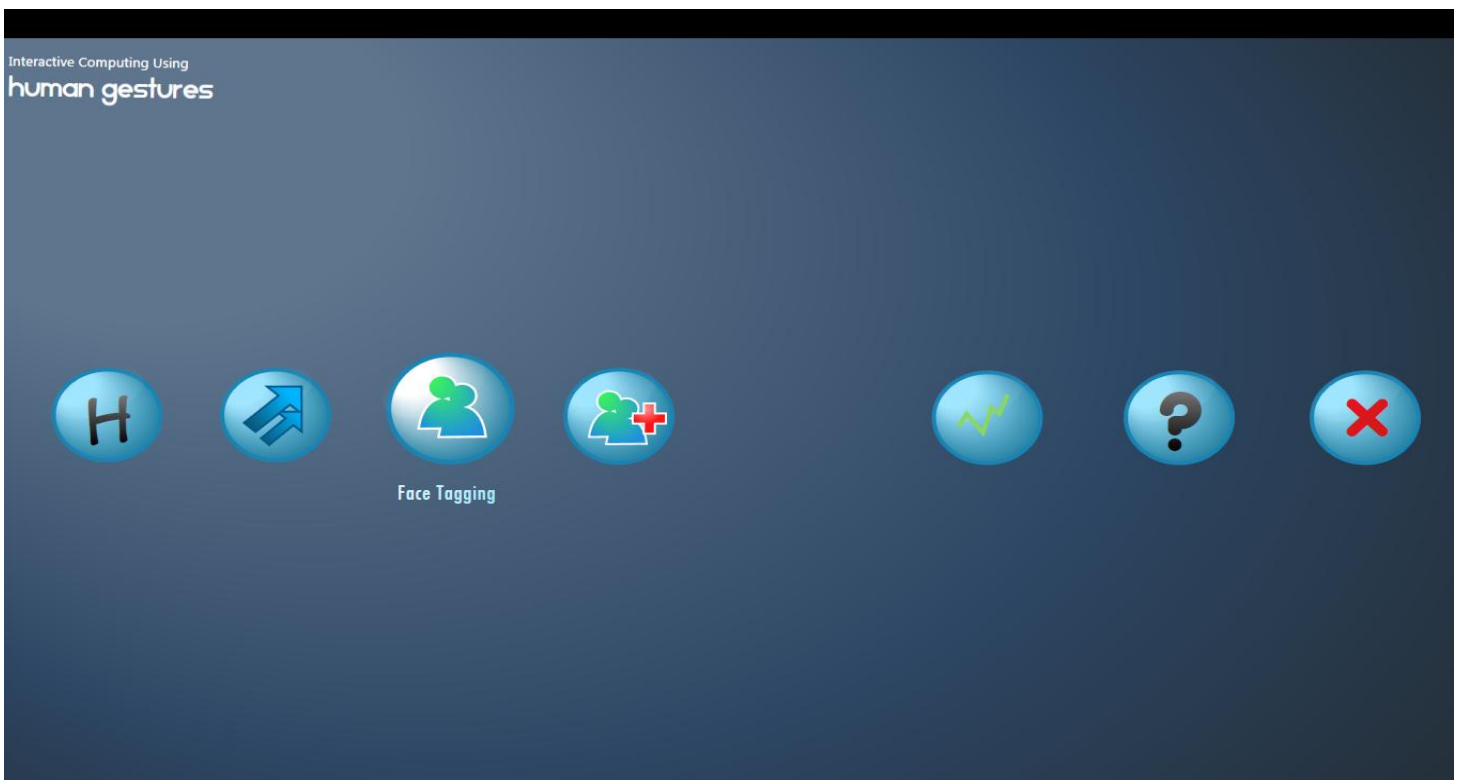 Interactive Computing Using
human gestures
H
?
Face Tagging